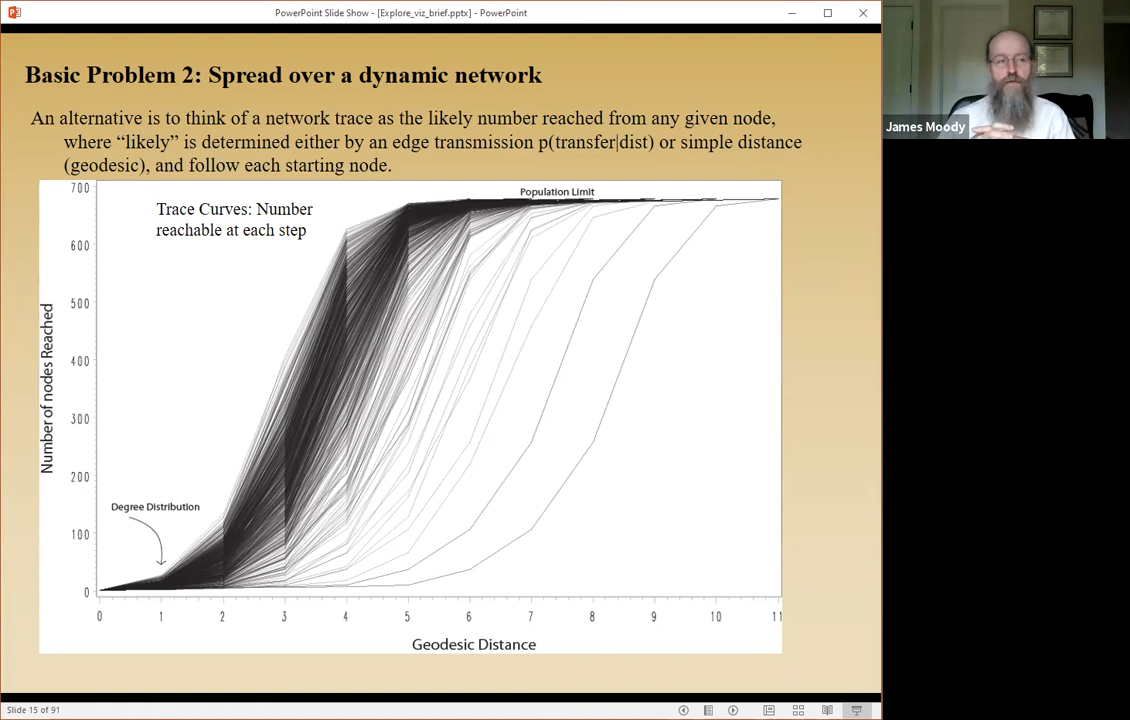 PowerPoint Slide Show - [Explore_viz_brief.pptx] - PowerPoint
Basic Problem 2: Spread over a dynamic network
An alternative is to think of a network trace as the likely number reached from any given node,
where “likely” is determined either by an edge transmission p(transfer|dist) or simple distance
(geodesic), and follow each starting node.
James Moody
700
600
500
400
300
200
100
0
Number of nodes Reached
Trace Curves: Number
reachable at each step
Population Limit
Degree Distribution
0 1 2 3 4 5 6 7 8 9 10 11
Geodesic Distance
Slide 15 of 91